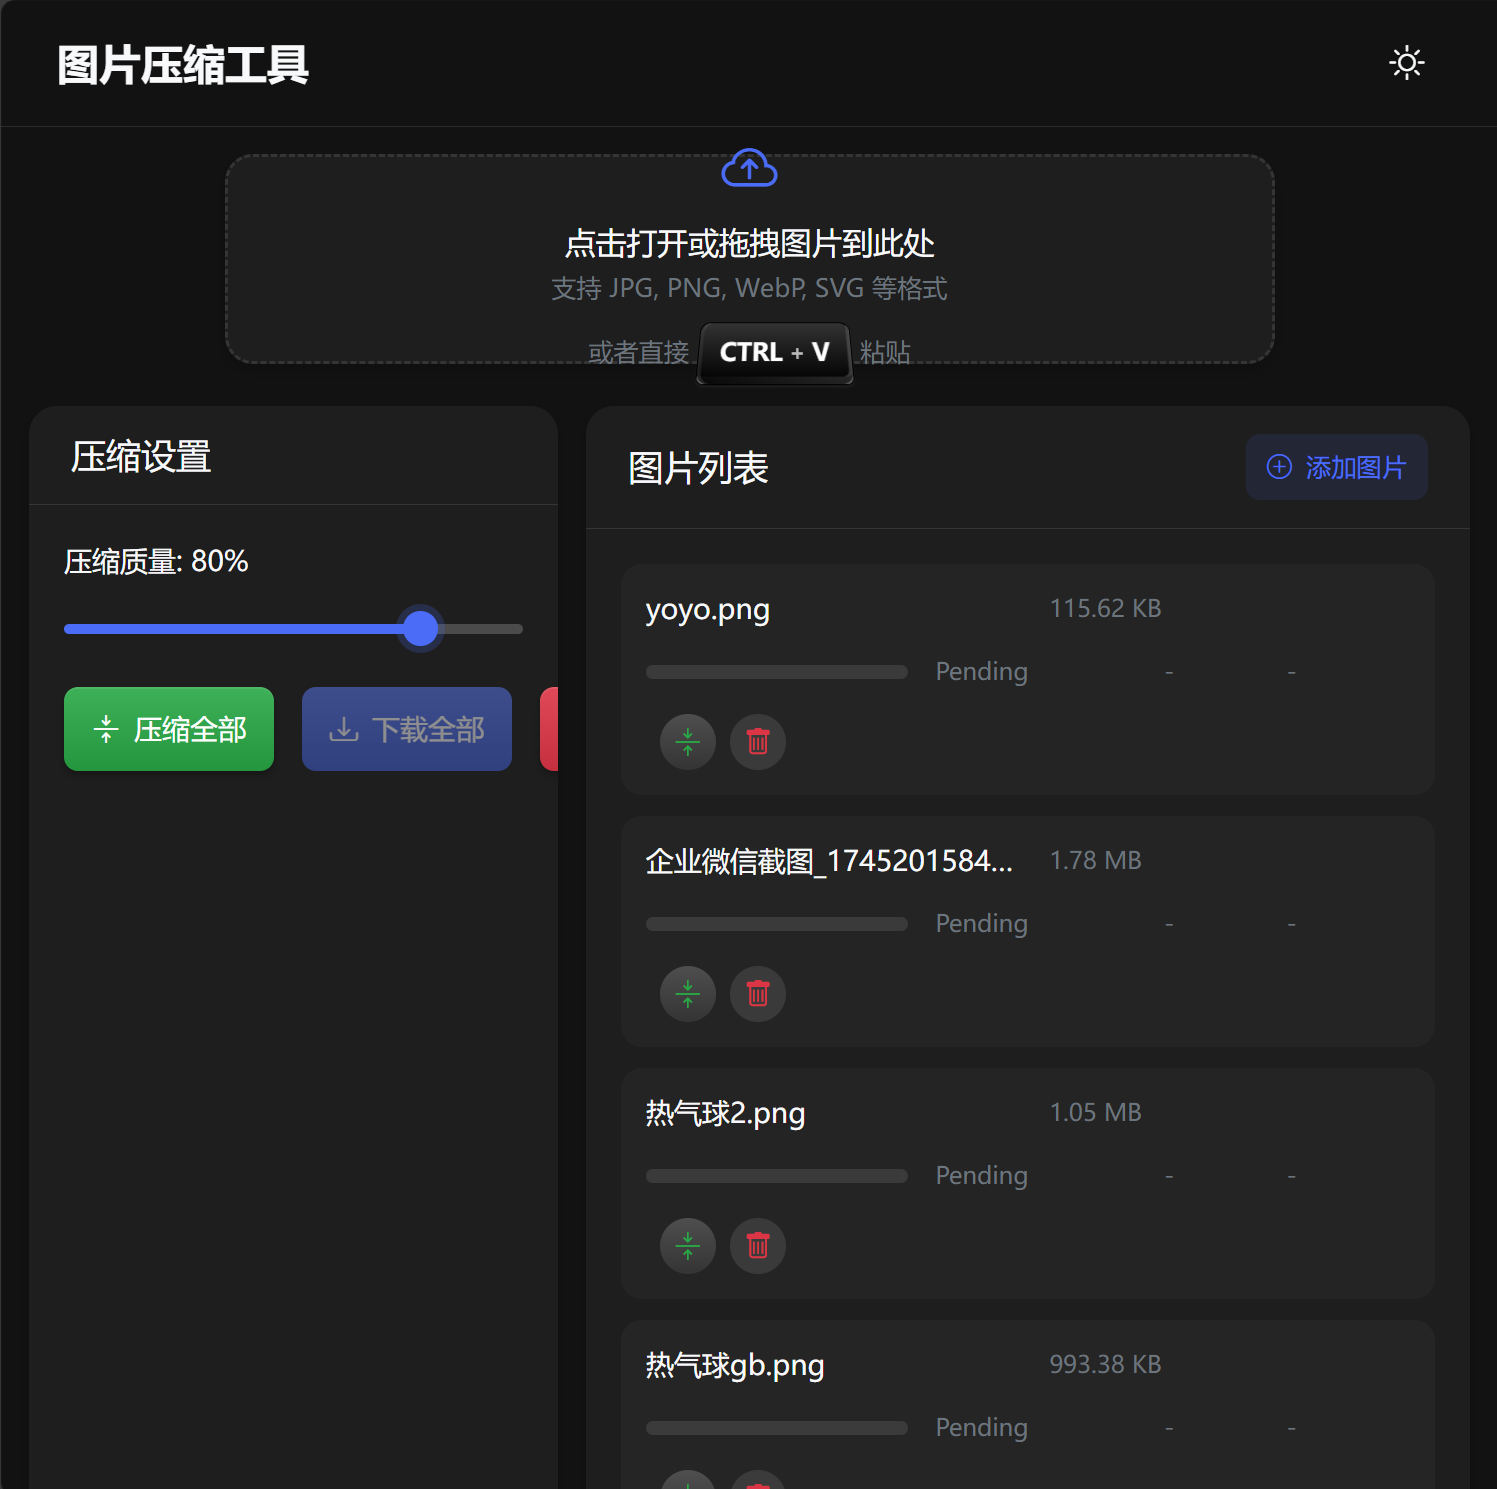 图片压缩工具
点击打开或拖拽图片到此处
支持 JPG, PNG, WebP, SVG 等格式
或者直接 CTRL + V 粘贴
压缩设置
压缩质量: 80%
压缩全部
下载全部
图片列表
添加图片
yoyo.png 115.62 KB
Pending - -
企业微信截图_1745201584... 1.78 MB
Pending - -
热气球2.png 1.05 MB
Pending - -
热气球gb.png 993.38 KB
Pending - -